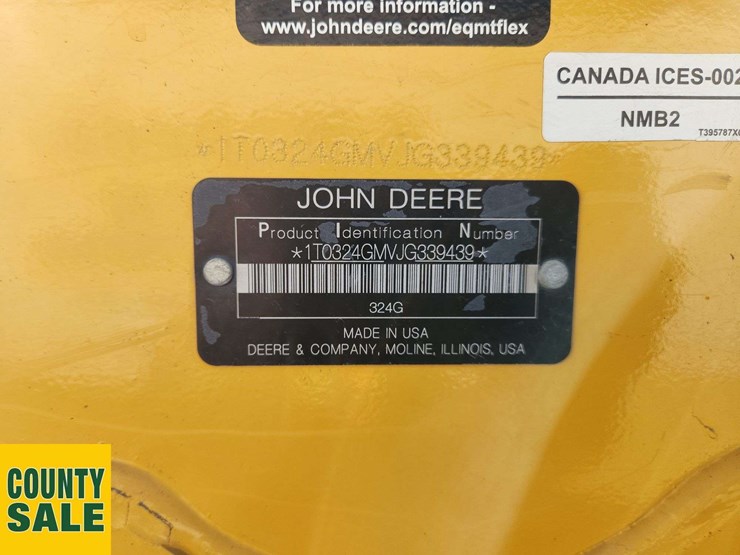 For more information -
www.johndeere.com/eqmtflex
CANADA ICES-002
NMB2
T395787X
*1T0324GMVJG339439*
JOHN DEERE
Product Identification Number
*1T0324GMVJG339439*
324G
MADE IN USA
DEERE & COMPANY, MOLINE, ILLINOIS, USA
COUNTY
SALE